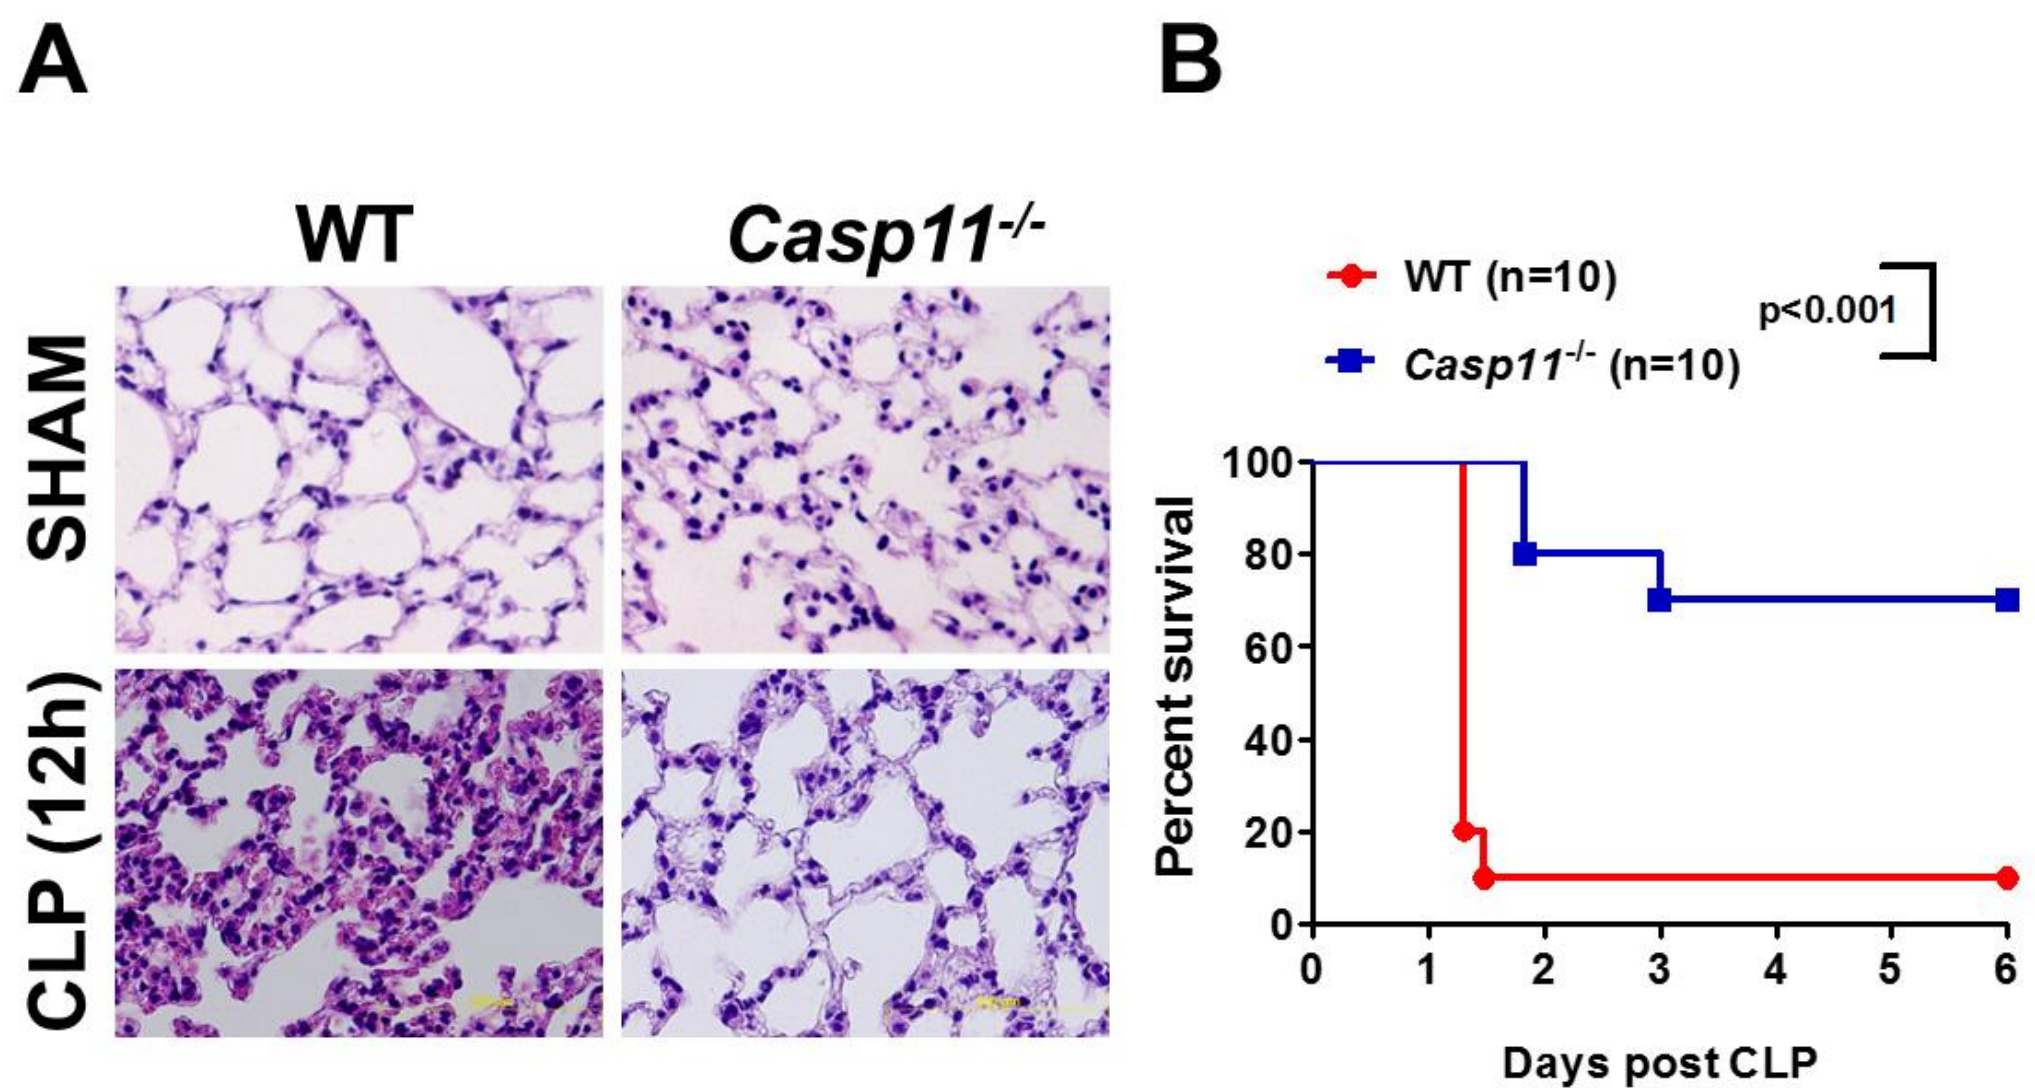 A
B
WT
Casp11-/-
SHAM
CLP (12h)
WT (n=10)
Casp11-/- (n=10)
p<0.001
Percent survival
100
80
60
40
20
0
0 1 2 3 4 5 6
Days post CLP